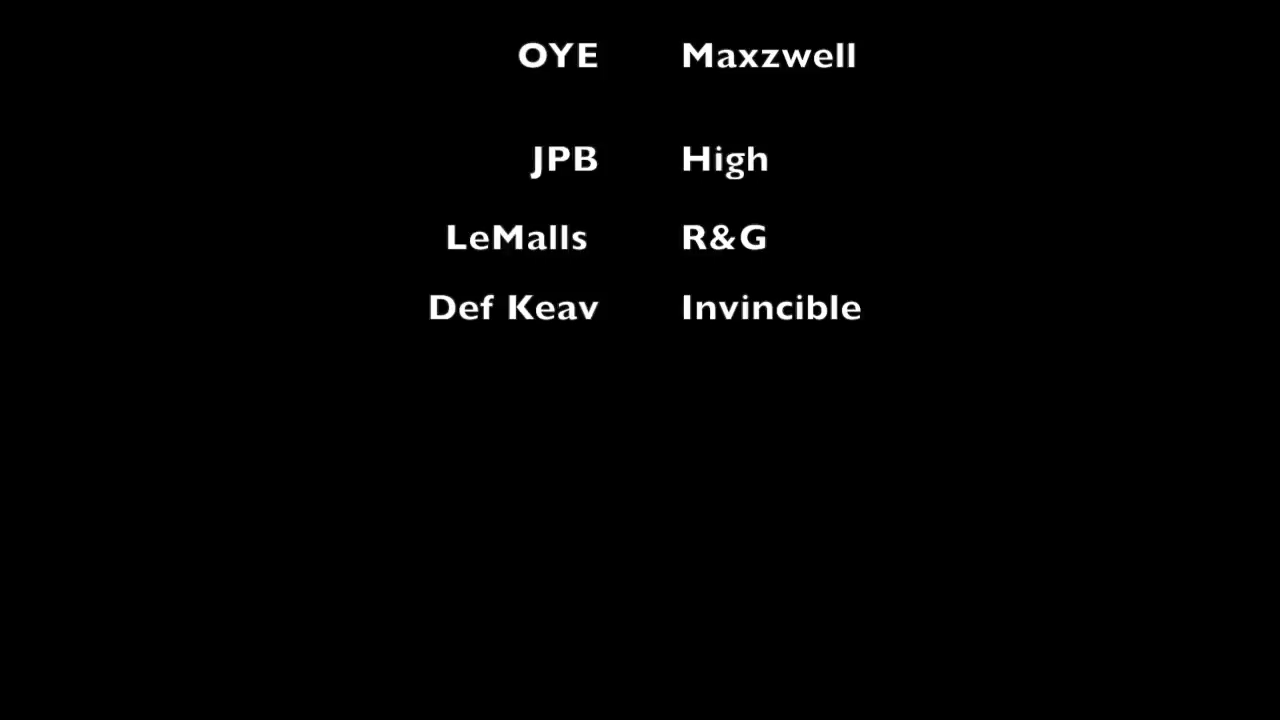 OYE Maxzwell
JPB High
LeMalls R&G
Def Keav Invincible